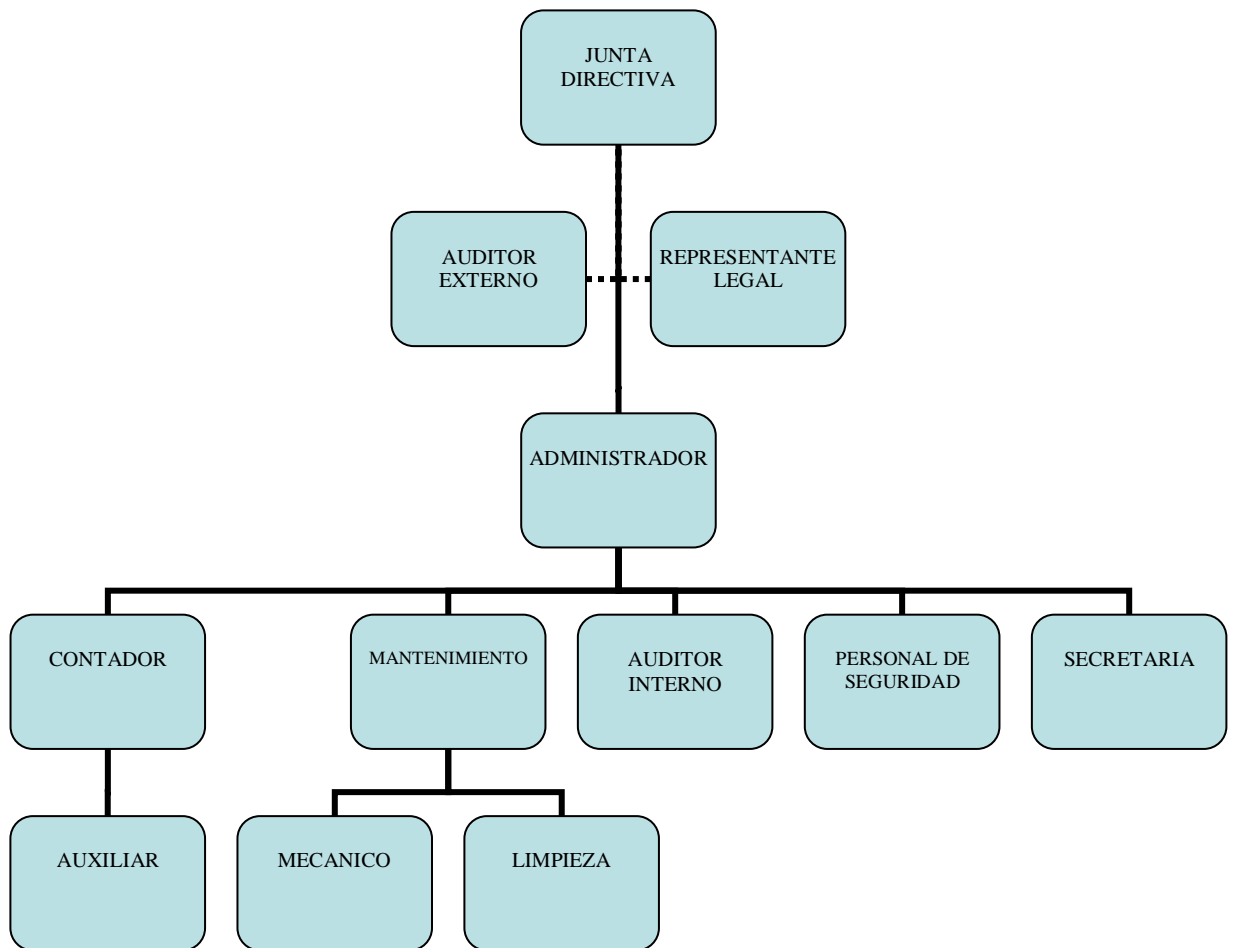 JUNTA
DIRECTIVA
AUDITOR
EXTERNO
REPRESENTANTE
LEGAL
ADMINISTRADOR
CONTADOR
MANTENIMIENTO
AUDITOR
INTERNO
PERSONAL DE
SEGURIDAD
SECRETARIA
AUXILIAR
MECANICO
LIMPIEZA